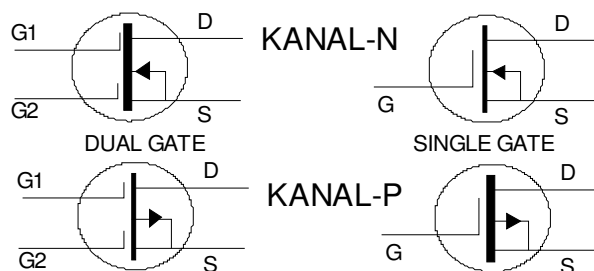 G1 D KANAL-N D
G2 S G S
DUAL GATE SINGLE GATE
G1 D KANAL-P D
G2 S G S